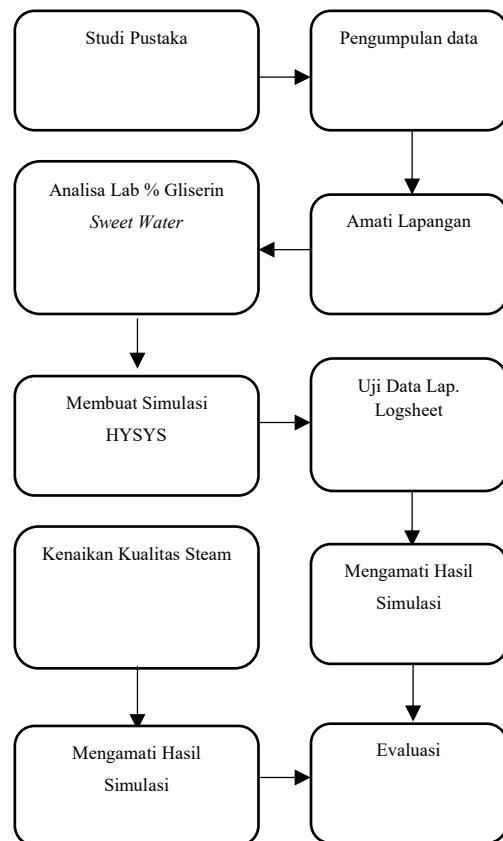 Studi Pustaka
Pengumpulan data
Analisa Lab % Gliserin
Sweet Water
Amati Lapangan
Membuat Simulasi
HYSYS
Uji Data Lap.
Logsheet
Kenaikan Kualitas Steam
Mengamati Hasil
Simulasi
Mengamati Hasil
Simulasi
Evaluasi